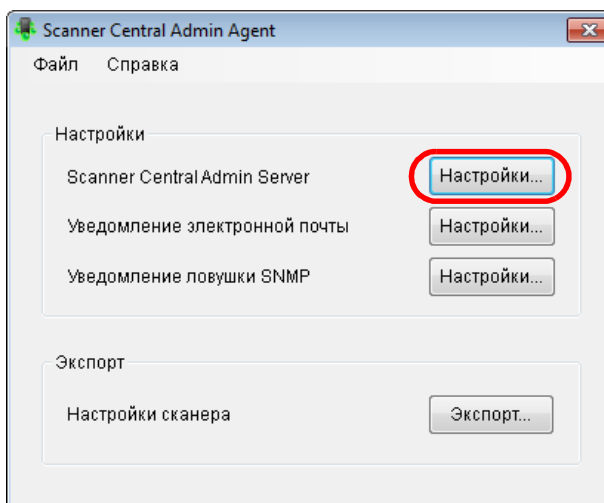 Scanner Central Admin Agent
Файл Справка
Настройки
Scanner Central Admin Server Настройки...
Уведомление электронной почты Настройки...
Уведомление ловушки SNMP Настройки...
Экспорт
Настройки сканера Экспорт...